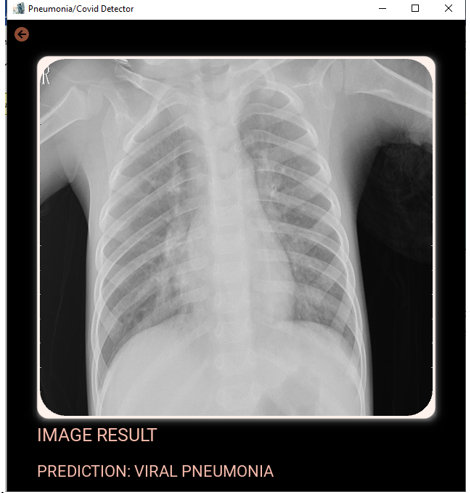 Pneumonia/Covid Detector
R
IMAGE RESULT
PREDICTION: VIRAL PNEUMONIA